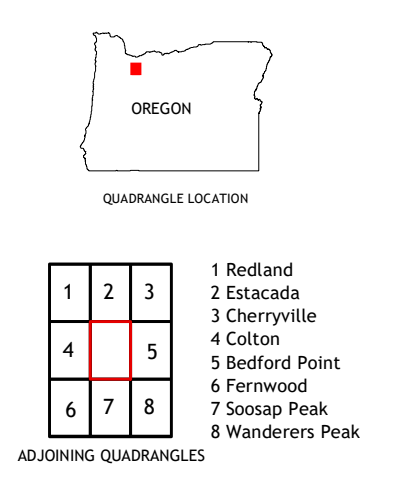 OREGON
QUADRANGLE LOCATION
1 2 3
4 5
6 7 8
1 Redland
2 Estacada
3 Cherryville
4 Colton
5 Bedford Point
6 Fernwood
7 Soosap Peak
8 Wanderers Peak
ADJOINING QUADRANGLES